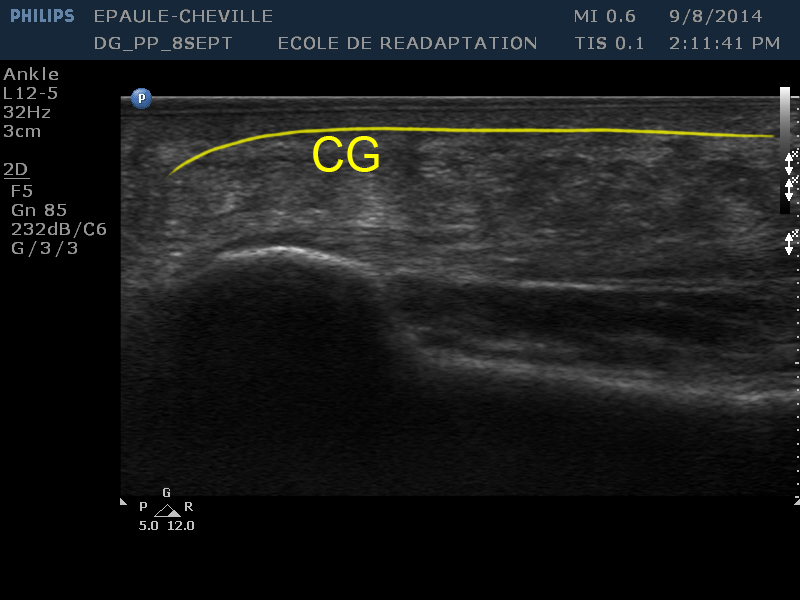 PHILIPS EPAULE-CHEVILLE MI 0.6 9/8/2014
DG_PP_8SEPT ECOLE DE READAPTATION TIS 0.1 2:11:41 PM
Ankle
L12-5
32Hz
3cm
2D
F5
Gn 85
232dB/C6
G/3/3
P
CG
G
P R
5.0 12.0